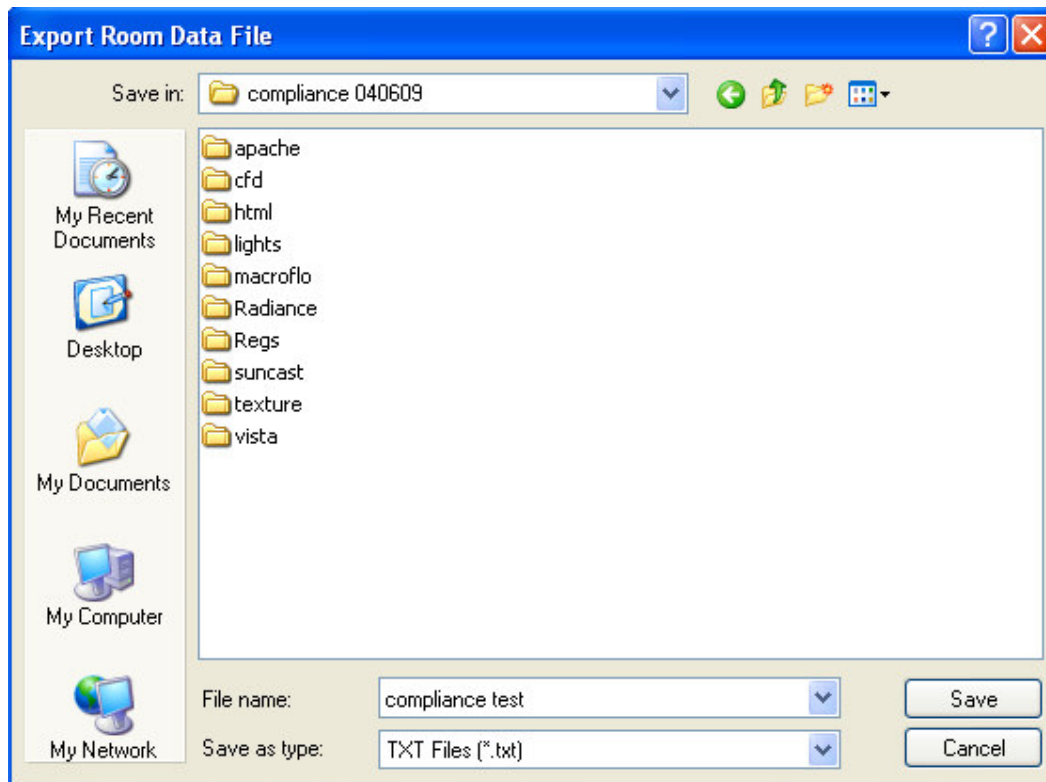 Export Room Data File
Save in: compliance 040609
My Recent
Documents
Desktop
My Documents
My Computer
My Network
apache
cfd
html
lights
macroflo
Radiance
Regs
suncast
texture
vista
File name: compliance test Save
Save as type: TXT Files (*.txt) Cancel